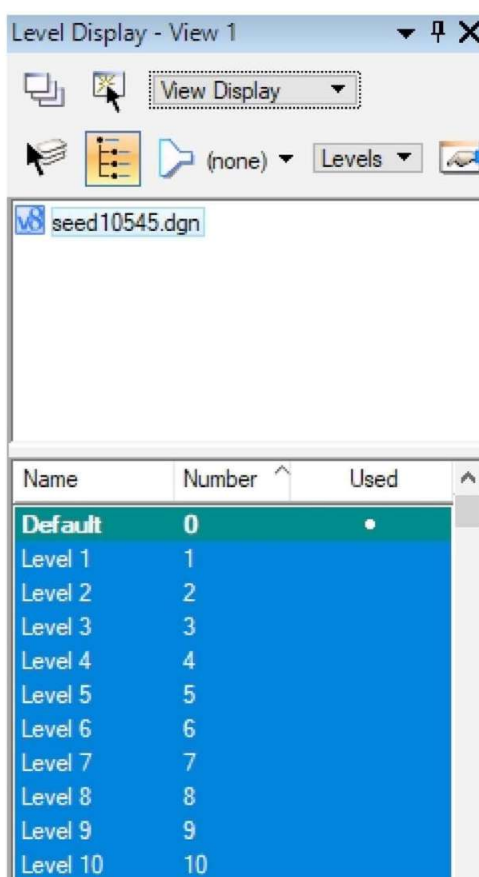 Level Display - View 1
View Display
(none) Levels
v8 seed10545.dgn
Name Number Used
Default 0
Level 1 1
Level 2 2
Level 3 3
Level 4 4
Level 5 5
Level 6 6
Level 7 7
Level 8 8
Level 9 9
Level 10 10